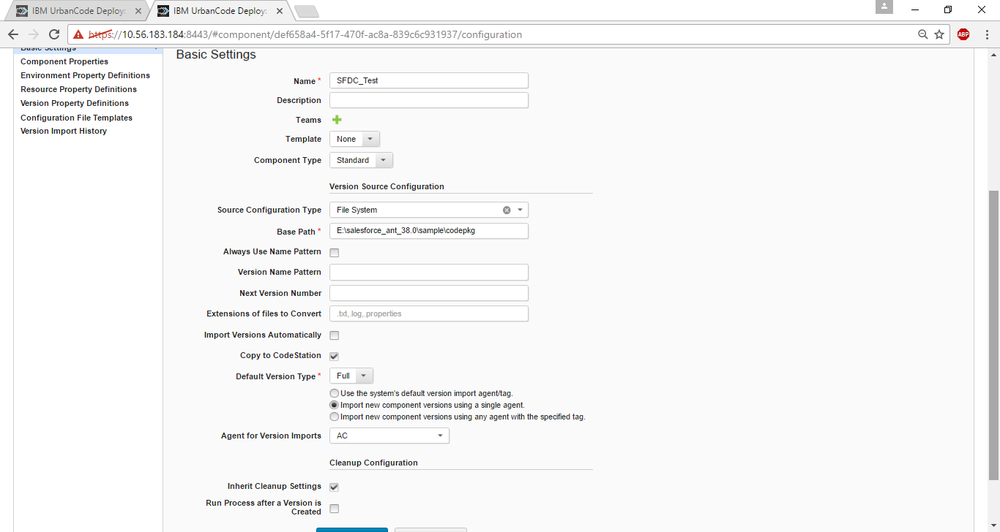 IBM UrbanCode Deploy:
IBM UrbanCode Deploy:
https://10.56.183.184:8443/#component/def658a4-5f17-470f-ac8a-839c6c931937/configuration
ABP
Basic Settings
Component Properties
Environment Property Definitions
Resource Property Definitions
Version Property Definitions
Configuration File Templates
Version Import History
Basic Settings
Name * SFDC_Test
Description
Teams
Template None
Component Type Standard
Version Source Configuration
Source Configuration Type File System
Base Path * E:\salesforce_ant_38.0\sample\codepkg
Always Use Name Pattern
Version Name Pattern
Next Version Number
Extensions of files to Convert .txt,.log,.properties
Import Versions Automatically
Copy to CodeStation
Default Version Type * Full
Use the system's default version import agent/tag.
Import new component versions using a single agent.
Import new component versions using any agent with the specified tag.
Agent for Version Imports AC
Cleanup Configuration
Inherit Cleanup Settings
Run Process after a Version is
Created